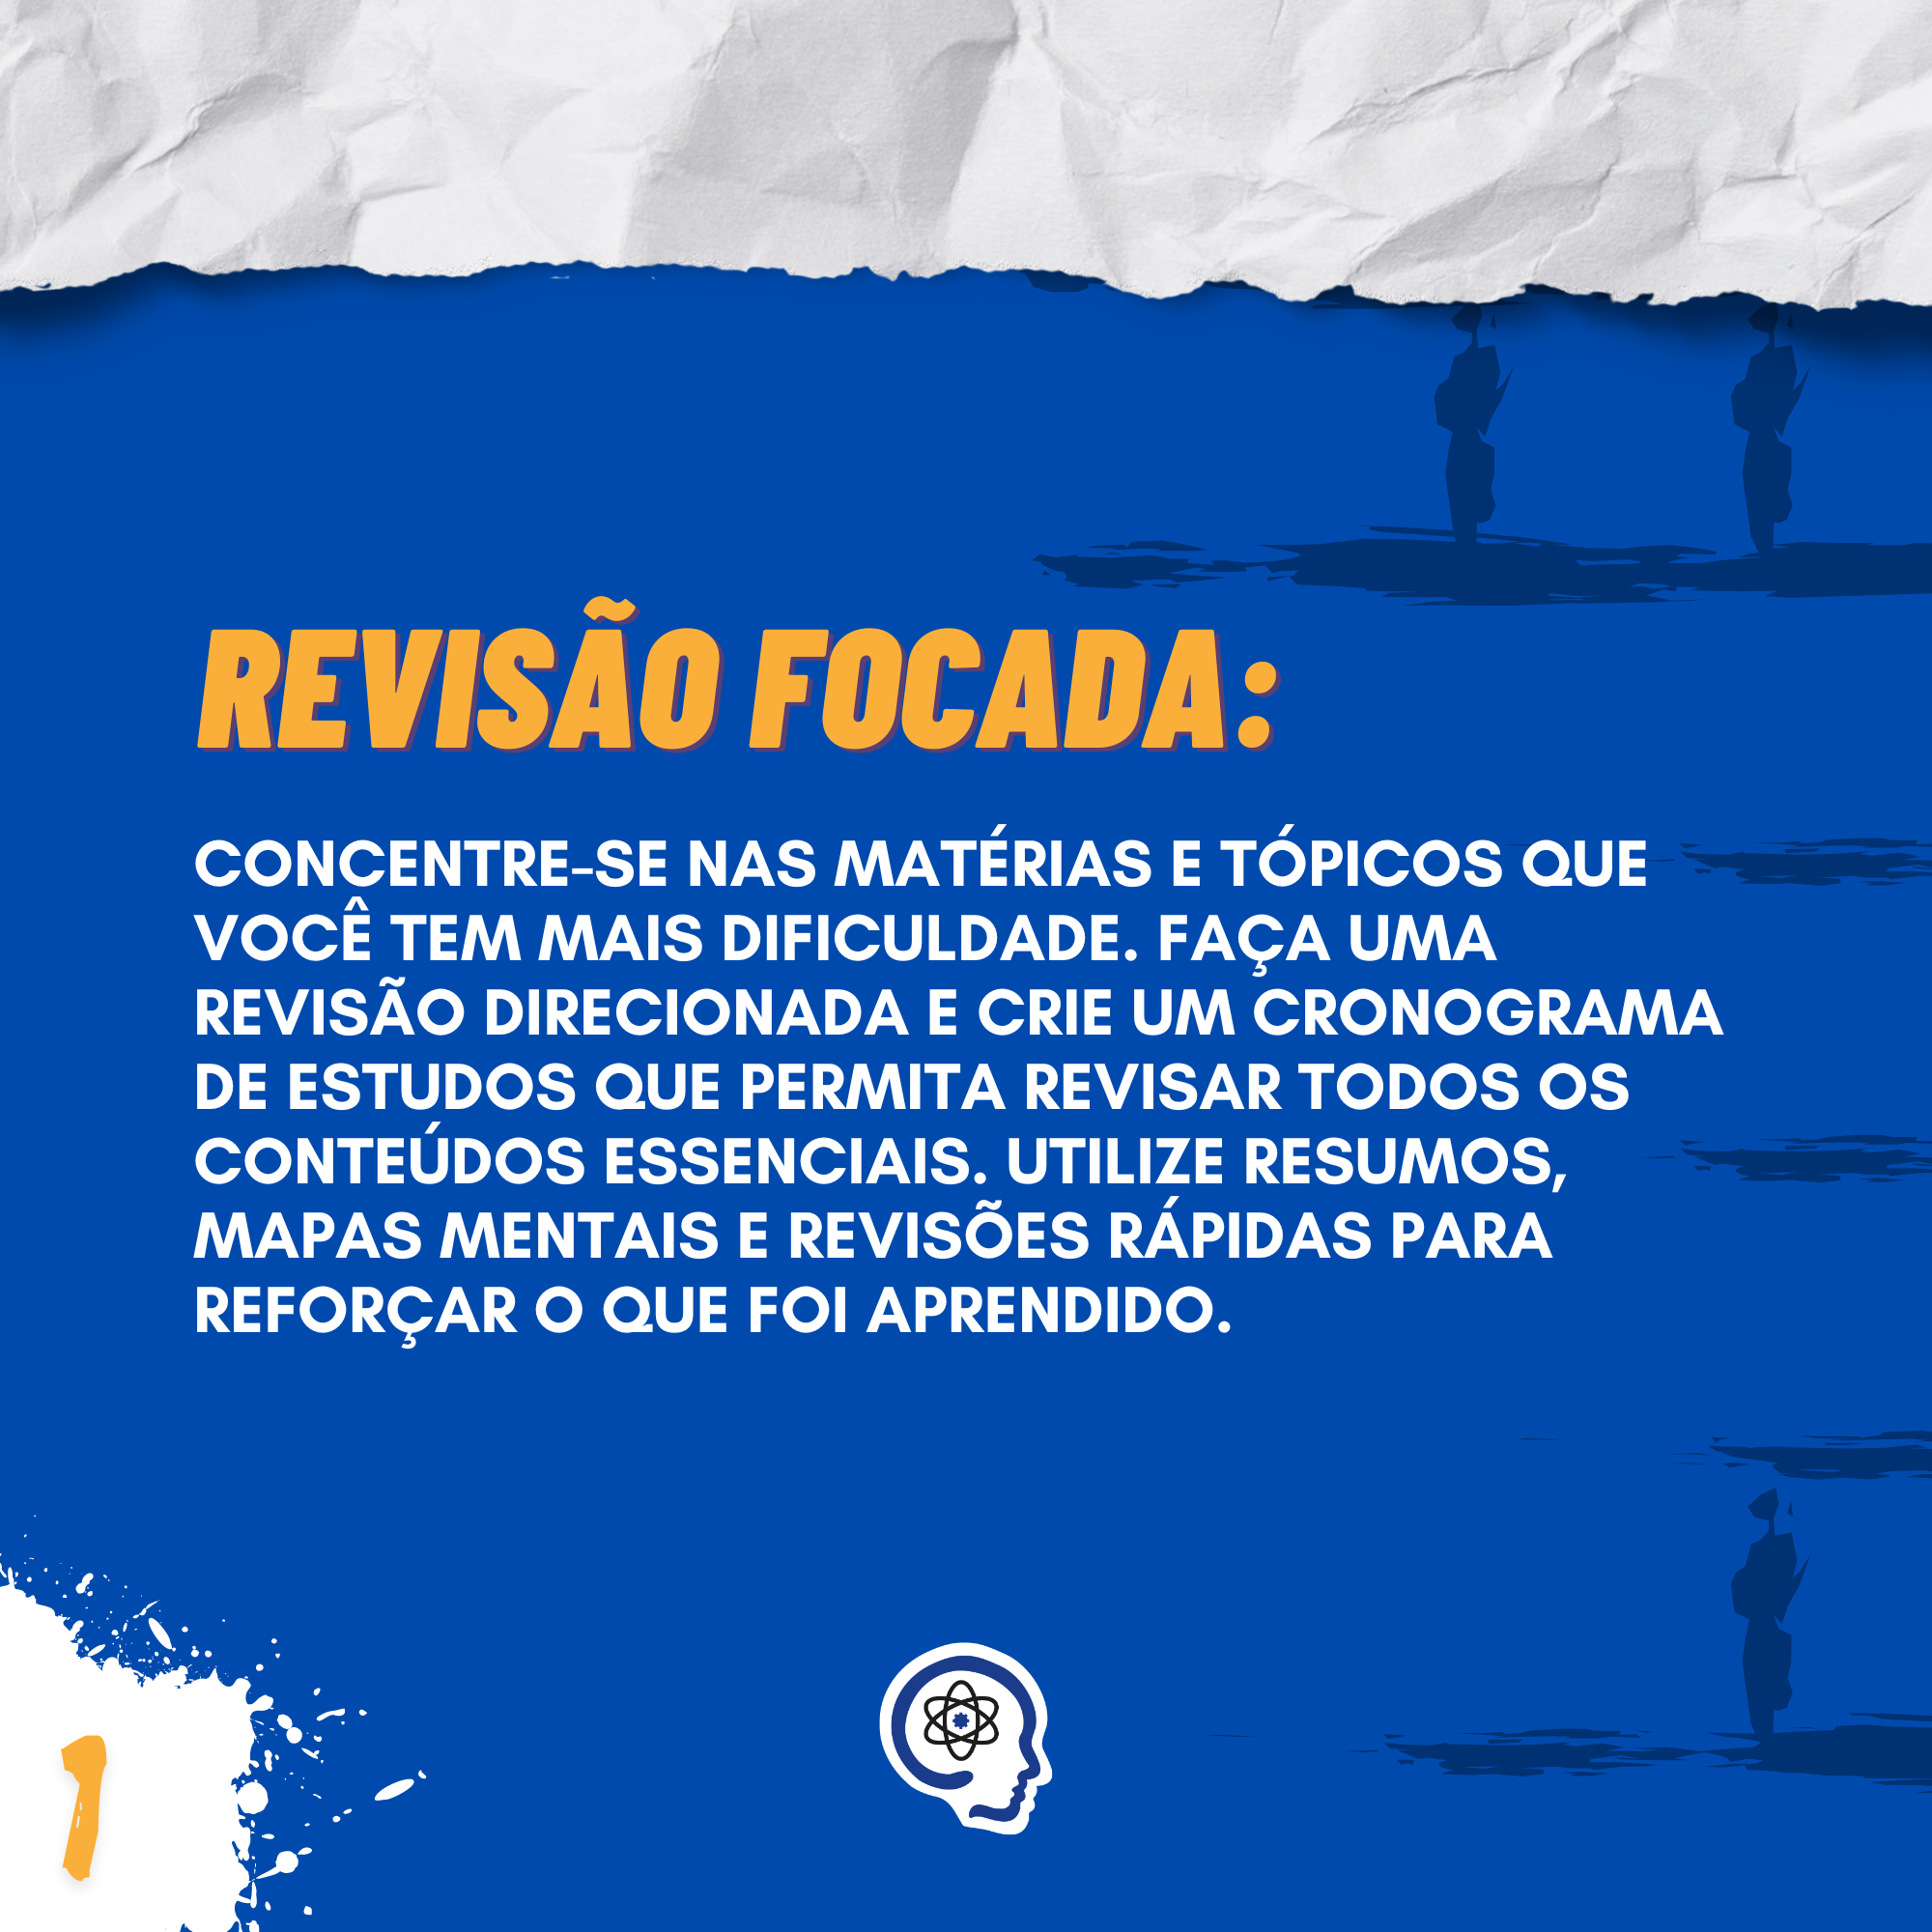 REVISÃO FOCADA:
CONCENTRE-SE NAS MATÉRIAS E TÓPICOS QUE
VOCÊ TEM MAIS DIFICULDADE. FAÇA UMA
REVISÃO DIRECIONADA E CRIE UM CRONOGRAMA
DE ESTUDOS QUE PERMITA REVISAR TODOS OS
CONTEÚDOS ESSENCIAIS. UTILIZE RESUMOS,
MAPAS MENTAIS E REVISÕES RÁPIDAS PARA
REFORÇAR O QUE FOI APRENDIDO.
1